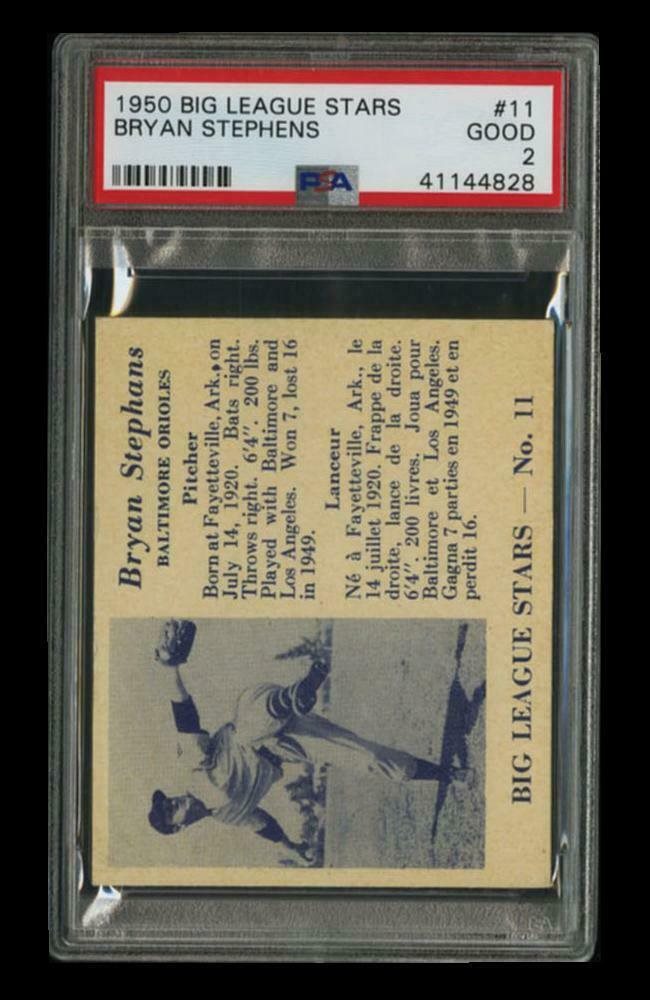 1950 BIG LEAGUE STARS #11
BRYAN STEPHENS GOOD
2
PSA 41144828
Bryan Stephans
BALTIMORE ORIOLES
Pitcher
Born at Fayetteville, Ark., on
July 14, 1920. Bats right.
Throws right. 6'4". 200 lbs.
Played with Baltimore and
Los Angeles. Won 7, lost 16
in 1949.
Lanceur
Né à Fayetteville, Ark., le
14 juillet 1920. Frappe de la
droite, lance de la droite.
6'4". 200 livres. Joua pour
Baltimore et Los Angeles.
Gagna 7 parties en 1949 et en
perdit 16.
BIG LEAGUE STARS — No. 11